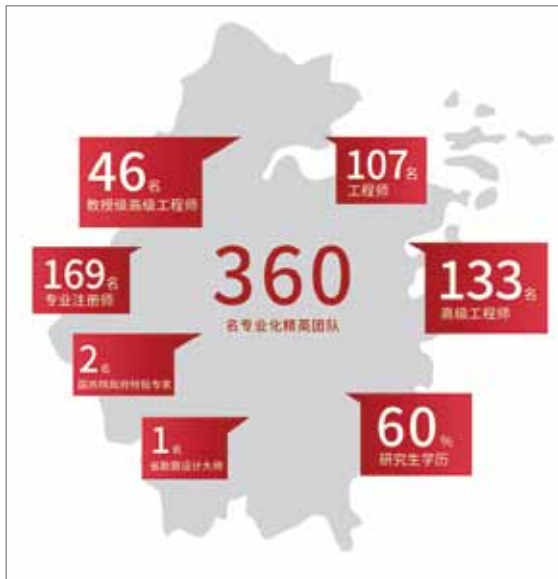 46名
教授级高级工程师
107名
工程师
169名
专业注册师
360
名专业化精英团队
133名
高级工程师
2名
国务院政府特贴专家
1名
省勘察设计大师
60%
研究生学历